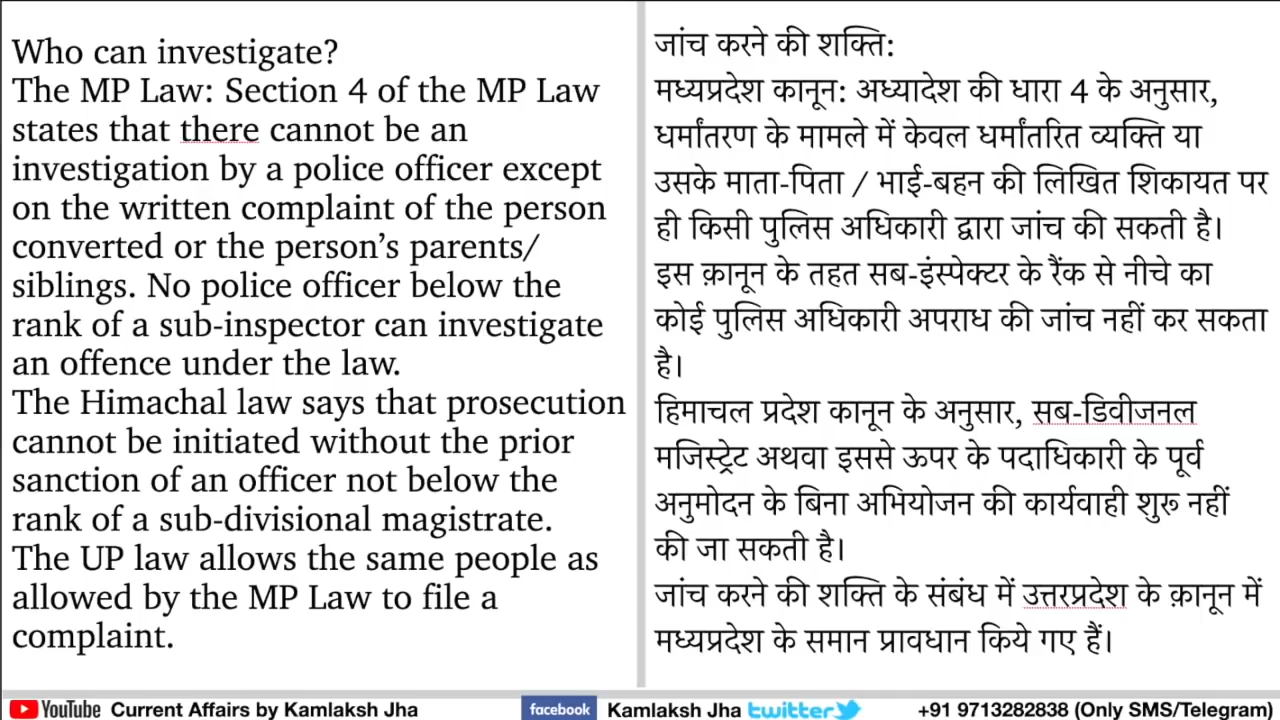 Who can investigate?
The MP Law: Section 4 of the MP Law
states that there cannot be an
investigation by a police officer except
on the written complaint of the person
converted or the person’s parents/
siblings. No police officer below the
rank of a sub-inspector can investigate
an offence under the law.
The Himachal law says that prosecution
cannot be initiated without the prior
sanction of an officer not below the
rank of a sub-divisional magistrate.
The UP law allows the same people as
allowed by the MP Law to file a
complaint.
जांच करने की शक्ति:
मध्यप्रदेश कानून: अध्यादेश की धारा 4 के अनुसार,
धर्मांतरण के मामले में केवल धर्मांतरित व्यक्ति या
उसके माता-पिता / भाई-बहन की लिखित शिकायत पर
ही किसी पुलिस अधिकारी द्वारा जांच की सकती है।
इस क़ानून के तहत सब-इंस्पेक्टर के रैंक से नीचे का
कोई पुलिस अधिकारी अपराध की जांच नहीं कर सकता
है।
हिमाचल प्रदेश कानून के अनुसार, सब-डिवीजनल
मजिस्ट्रेट अथवा इससे ऊपर के पदाधिकारी के पूर्व
अनुमोदन के बिना अभियोजन की कार्यवाही शुरू नहीं
की जा सकती है।
जांच करने की शक्ति के संबंध में उत्तरप्रदेश के क़ानून में
मध्यप्रदेश के समान प्रावधान किये गए हैं।
YouTube Current Affairs by Kamlaksh Jha facebook Kamlaksh Jha twitter +91 9713282838 (Only SMS/Telegram)